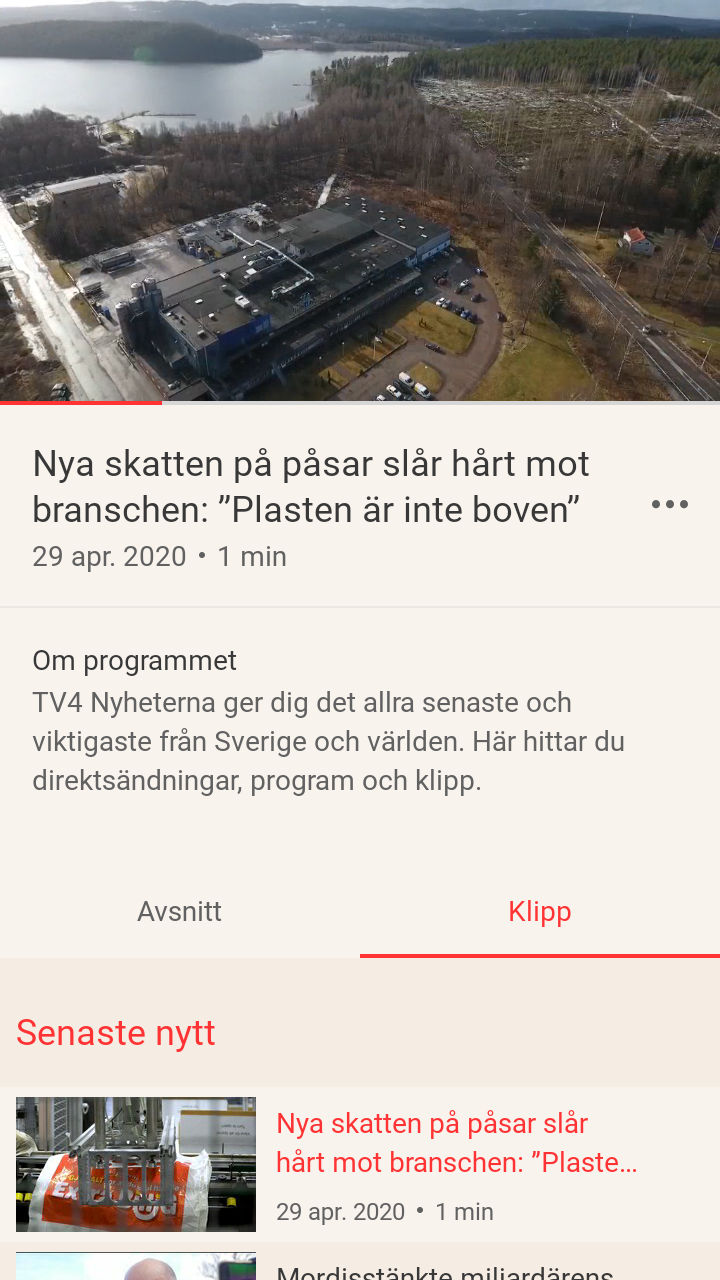 Nya skatten på påsar slår hårt mot
branschen: ”Plasten är inte boven”
29 apr. 2020 • 1 min
Om programmet
TV4 Nyheterna ger dig det allra senaste och
viktigaste från Sverige och världen. Här hittar du
direktsändningar, program och klipp.
Avsnitt
Klipp
Senaste nytt
Nya skatten på påsar slår
hårt mot branschen: ”Plaste...
29 apr. 2020 • 1 min
Mordisstänkte miljardärens